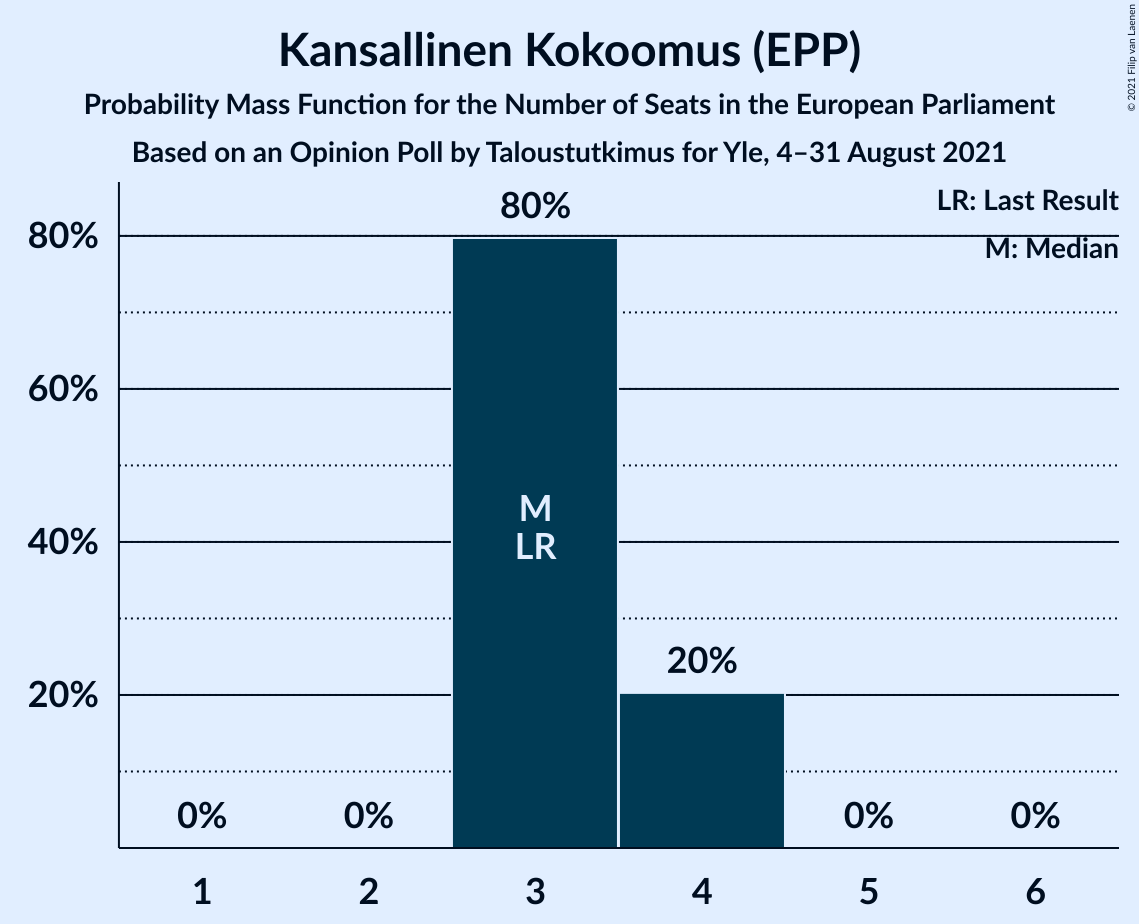 Kansallinen Kokoomus (EPP)
Probability Mass Function for the Number of Seats in the European Parliament
Based on an Opinion Poll by Taloustutkimus for Yle, 4–31 August 2021
© 2021 Filip van Laenen
LR: Last Result
M: Median
80%
60%
40%
20%
0%
0%
80%
M
LR
20%
0%
0%
1
2
3
4
5
6